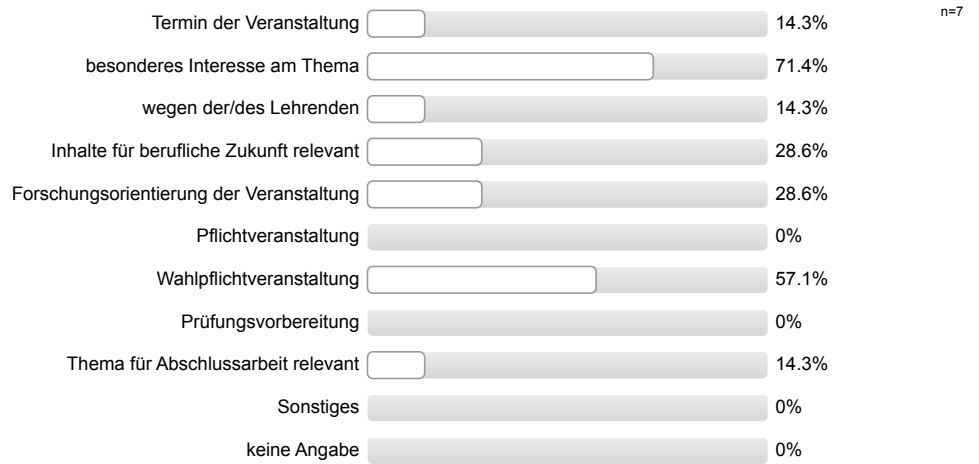 n=7
Termin der Veranstaltung 14.3%
besonderes Interesse am Thema 71.4%
wegen der/des Lehrenden 14.3%
Inhalte für berufliche Zukunft relevant 28.6%
Forschungsorientierung der Veranstaltung 28.6%
Pflichtveranstaltung 0%
Wahlpflichtveranstaltung 57.1%
Prüfungsvorbereitung 0%
Thema für Abschlussarbeit relevant 14.3%
Sonstiges 0%
keine Angabe 0%